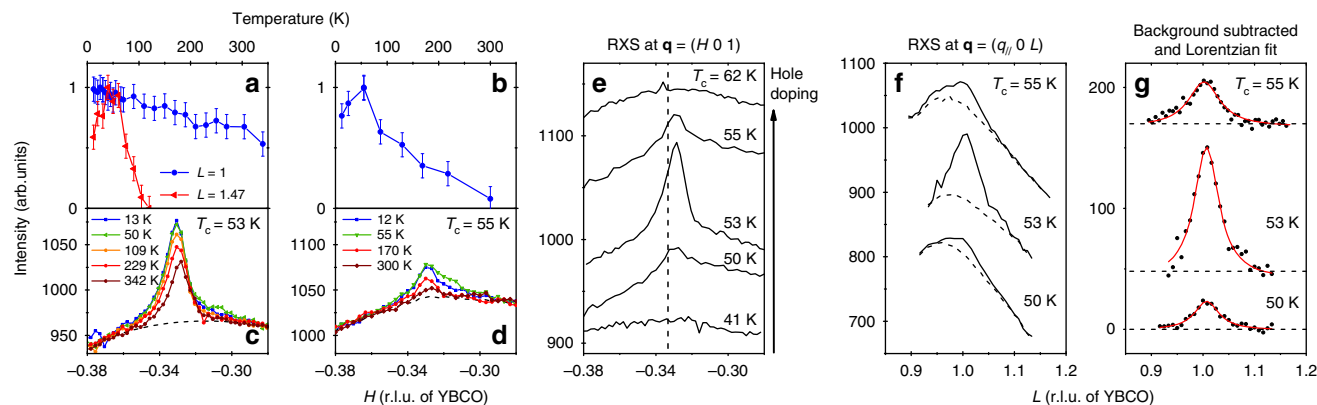 Temperature (K)
0 100 200 300
0 100 200 300
RXS at q = (H 0 1)
RXS at q = (q// 0 L)
Background subtracted
and Lorentzian fit
Intensity (arb.units)
a
1
0
L = 1
L = 1.47
b
1
0
c
13 K
50 K
109 K
229 K
342 K
Tc = 53 K
1050
1000
950
−0.38 −0.34 −0.30
d
12 K
55 K
170 K
300 K
Tc = 55 K
1100
1050
1000
−0.38 −0.34 −0.30
H (r.l.u. of YBCO)
e
Tc = 62 K
55 K
53 K
50 K
41 K
Hole
doping
1100
1000
900
−0.38 −0.34 −0.30
f
Tc = 55 K
53 K
50 K
1100
1000
900
800
700
0.9 1.0 1.1 1.2
g
Tc = 55 K
53 K
50 K
200
100
0
0.9 1.0 1.1 1.2
L (r.l.u. of YBCO)